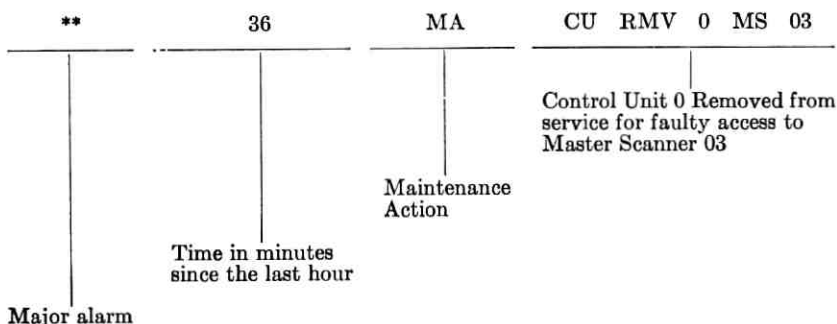 ** 36 MA CU RMV 0 MS 03
Control Unit 0 Removed from
service for faulty access to
Master Scanner 03
Maintenance
Action
Time in minutes
since the last hour
Major alarm